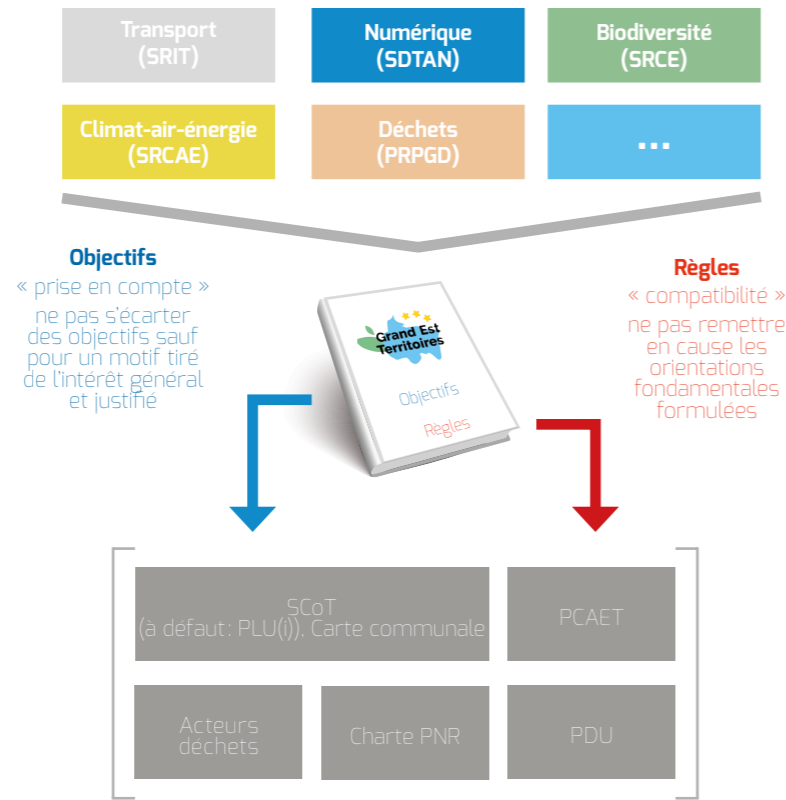 Transport
(SRIT)
Numérique
(SDTAN)
Biodiversité
(SRCE)
Climat-air-énergie
(SRCAE)
Déchets
(PRPGD)
...
Objectifs
« prise en compte »
ne pas s’écarter
des objectifs sauf
pour un motif tiré
de l’intérêt général
et justifié
Grand Est
Territoires
Objectifs
Règles
Règles
« compatibilité »
ne pas remettre
en cause les
orientations
fondamentales
formulées
SCoT
(à défaut : PLU(i)), Carte communale
PCAET
Acteurs
déchets
Charte PNR
PDU